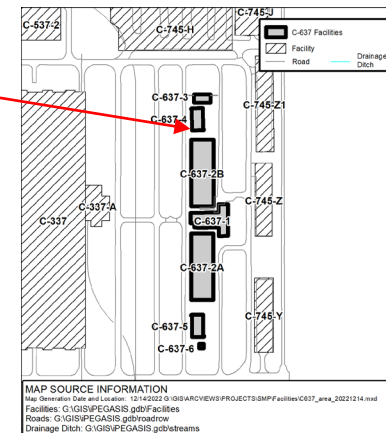 C-537-2
C-745-H
C-745-J
C-637 Facilities
Facility
Road
Drainage
Ditch
C-637-3
C-745-Z1
C-637-4
C-637-2B
C-337-A
C-337
C-637-1
C-745-Z
C-637-2A
C-637-5
C-745-Y
C-637-6
MAP SOURCE INFORMATION
Map Generation Date and Location: 12/14/2022 G:\GIS\ARCVIEWS\PROJECTS\SMP\Facilities\C637_area_20221214.mxd
Facilities: G:\GIS\PEGASIS.gdb\Facilities
Roads: G:\GIS\PEGASIS.gdb\roadrow
Drainage Ditch: G:\GIS\PEGASIS.gdb\streams